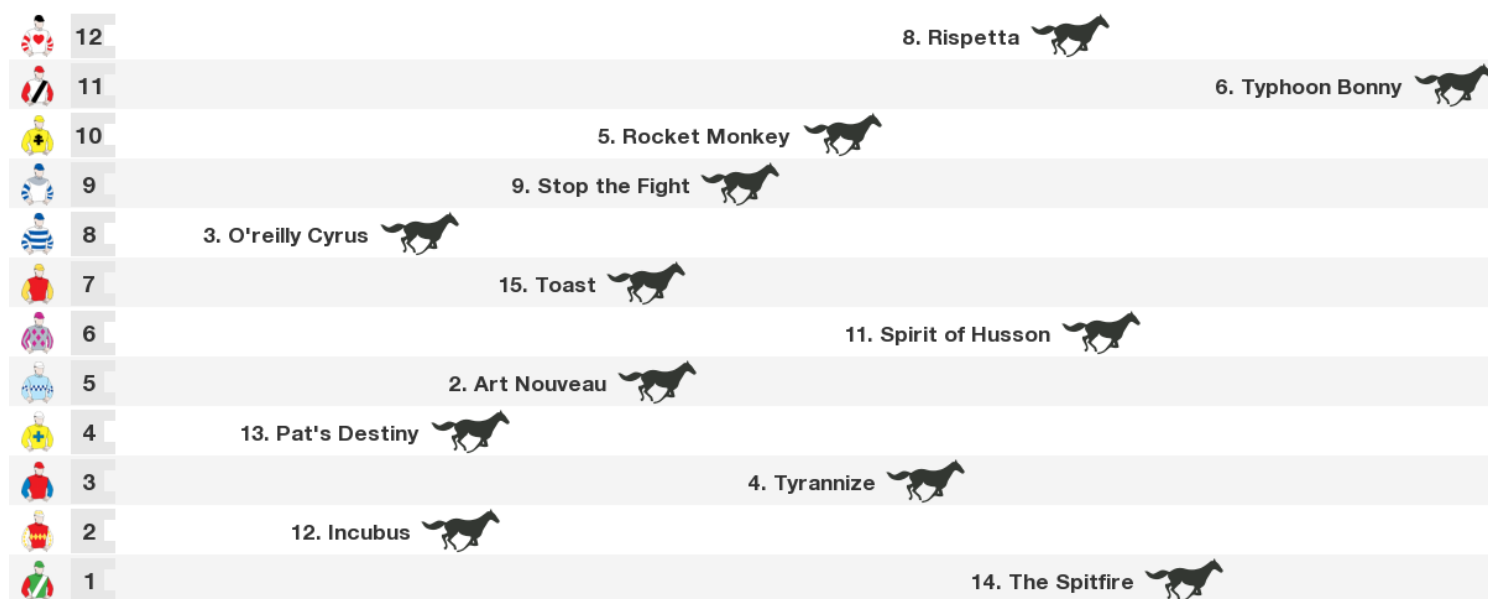 12 8. Rispetta
11 6. Typhoon Bonny
10 5. Rocket Monkey
9 9. Stop the Fight
8 3. O'reilly Cyrus
7 15. Toast
6 11. Spirit of Husson
5 2. Art Nouveau
4 13. Pat's Destiny
3 4. Tyrannize
2 12. Incubus
1 14. The Spitfire